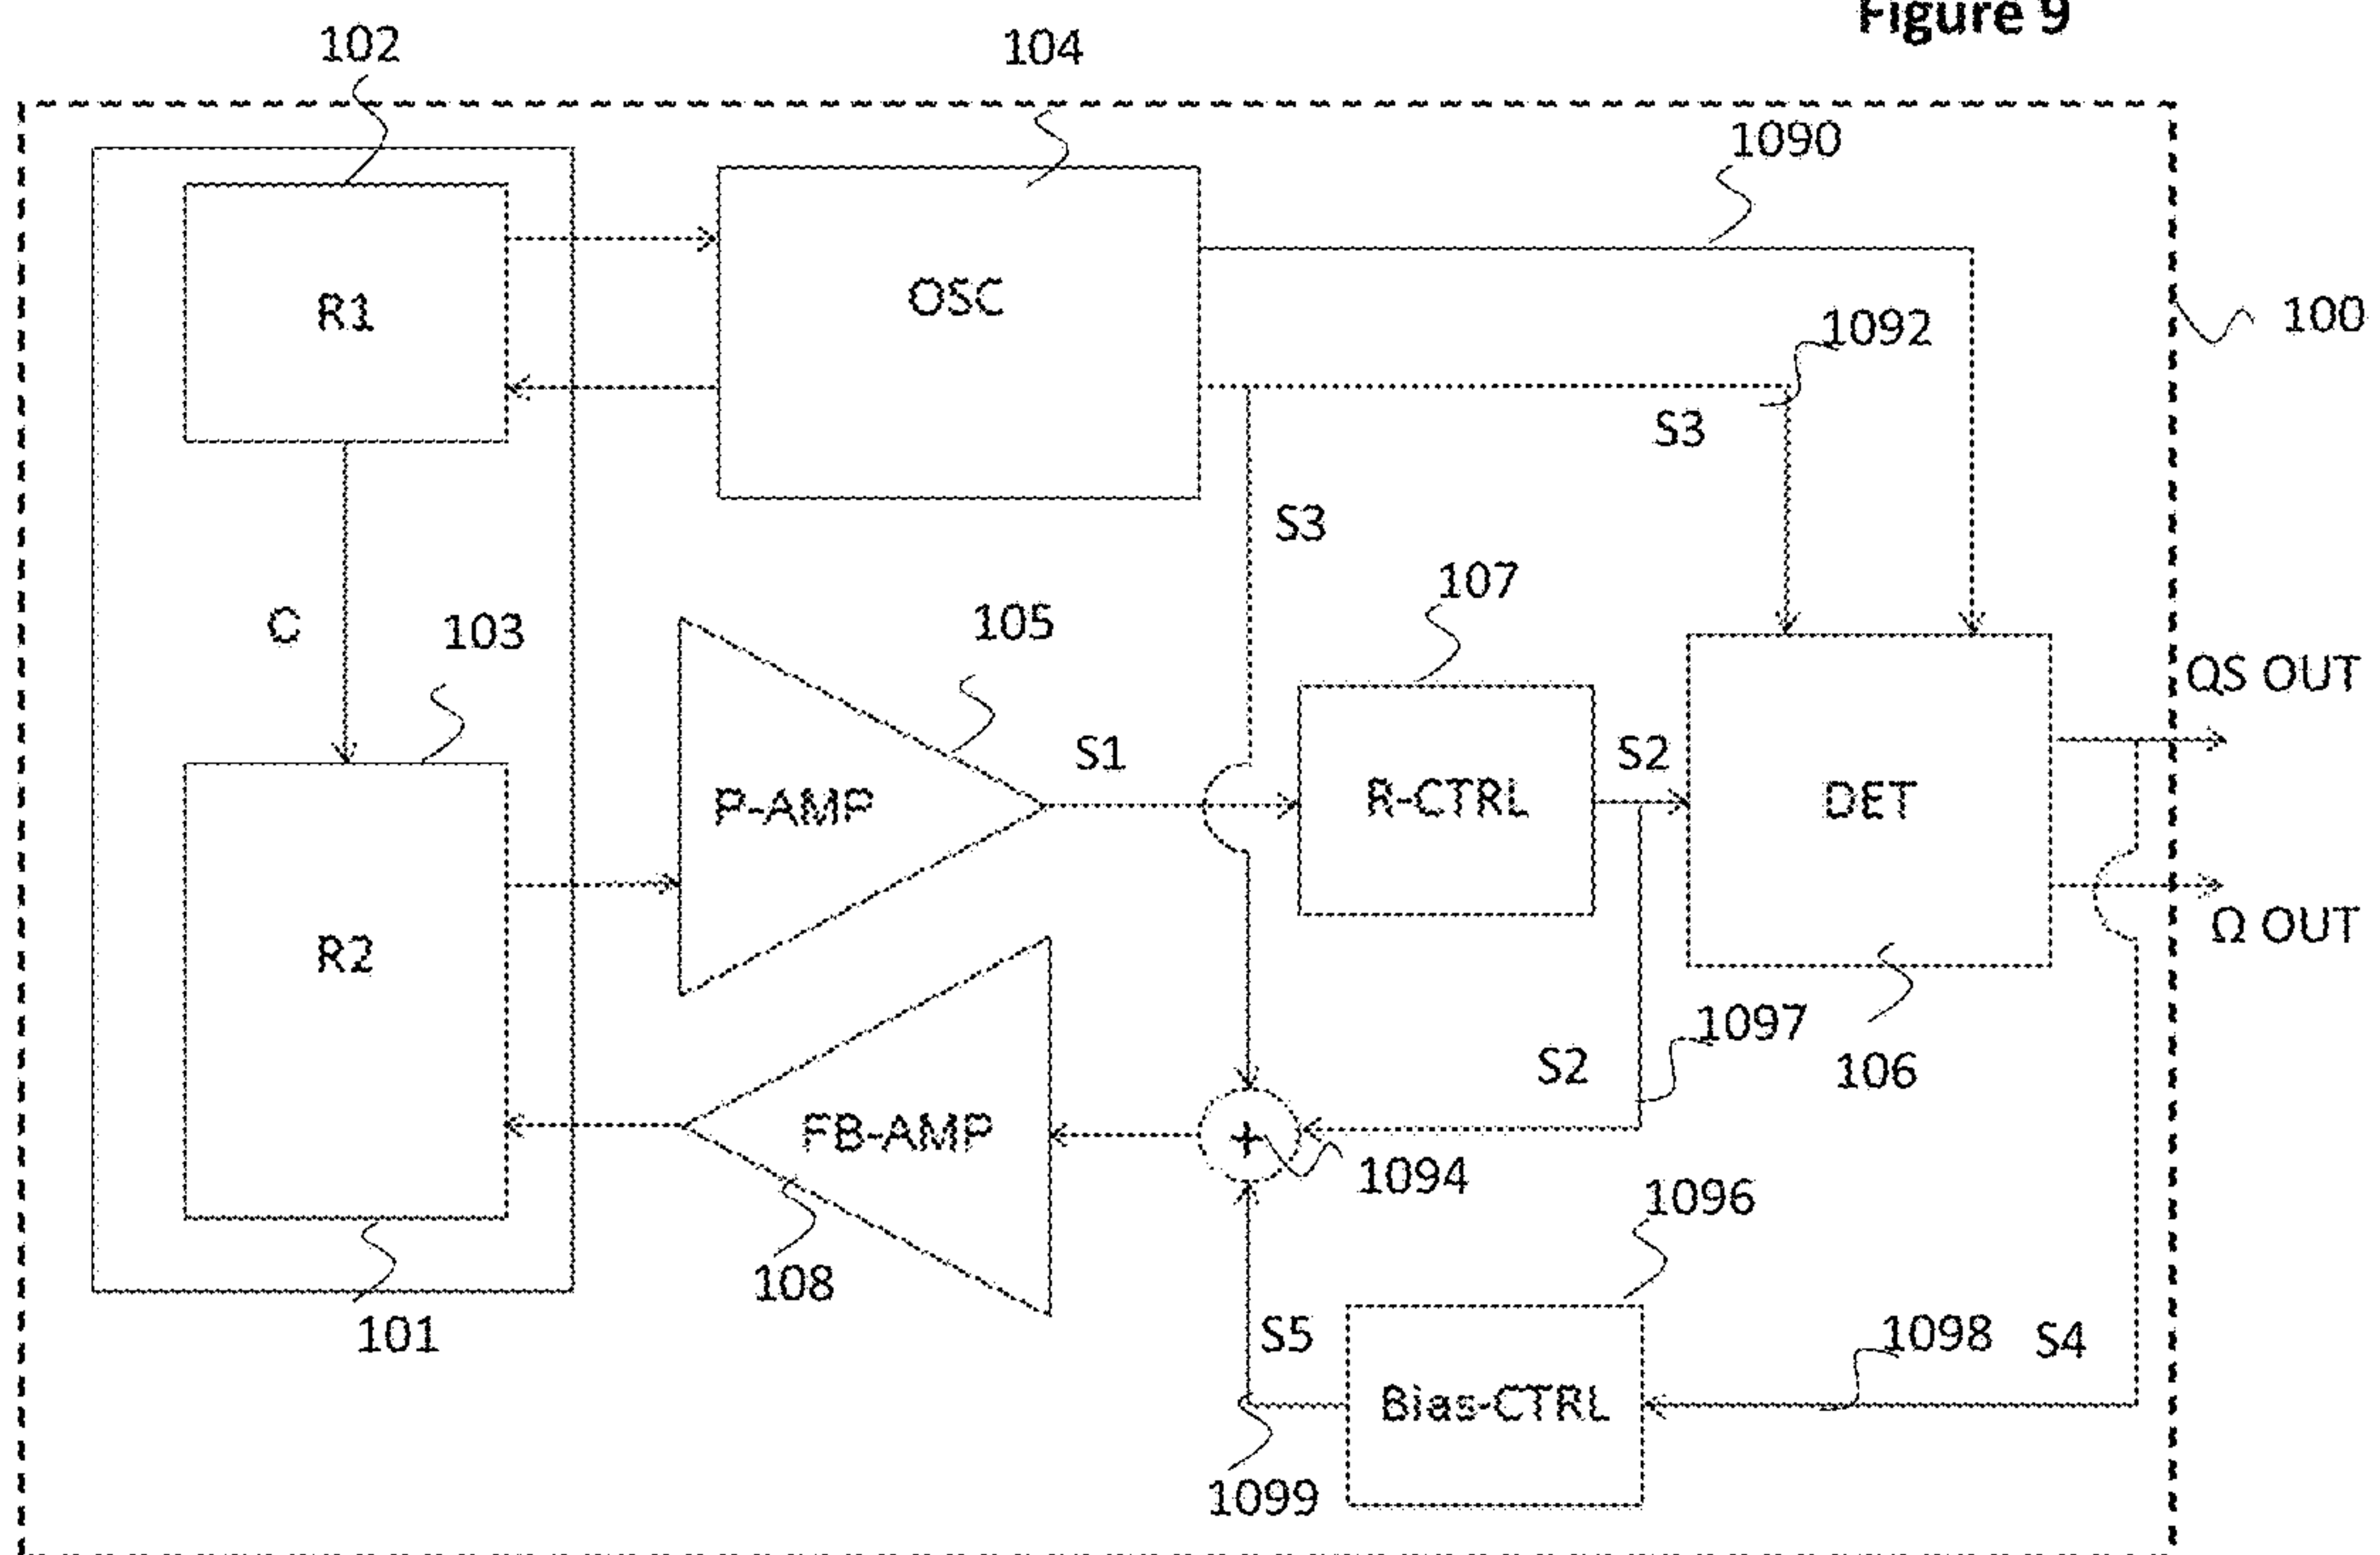 Figure 9
102
104
1090
R1
OSC
100
1092
S3
S3
107
C
103
105
QS OUT
S1
S2
P-AMP
R-CTRL
DET
Ω OUT
R2
1097
S2
106
FB-AMP
+
1094
1096
108
101
S5
1098
S4
Bias-CTRL
1099